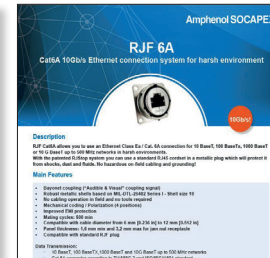 Amphenol SOCAPEX
RJF 6A
Cat6A 10Gb/s Ethernet connection system for harsh environment
10Gb/s!
Description
RJF Cat6A allows you to use an Ethernet Class Ea / Cat. 6A connection for 10 BaseT, 100 BaseTx, 1000 BaseT
or 10 G BaseT up to 500 MHz networks in harsh environments.
With the patented RJStop system you can use a standard RJ45 cordset in a metallic plug which will protect it
from shocks, dust and fluids. No hazardous on-field cabling and grounding!
Main Features
• Bayonet coupling ("Audible & Visual" coupling signal)
• Robust metallic shells based on MIL-DTL-26482 Series I - Shell size 18
• No cabling operation in field and no tools required
• Mechanical coding / Polarization (4 positions)
• Improved EMI protection
• Mating cycles: 500 min
• Compatible with cable diameter from 6 mm [0.236 in] to 13 mm [0.512 in]
• Panel thickness: 1,6 mm min and 3,2 mm max for jam nut receptacle
• Compatible with standard RJF plug
Data Transmission:
10 BaseT, 100 BaseTX, 1000 BaseT and 10G BaseT up to 500 MHz networks